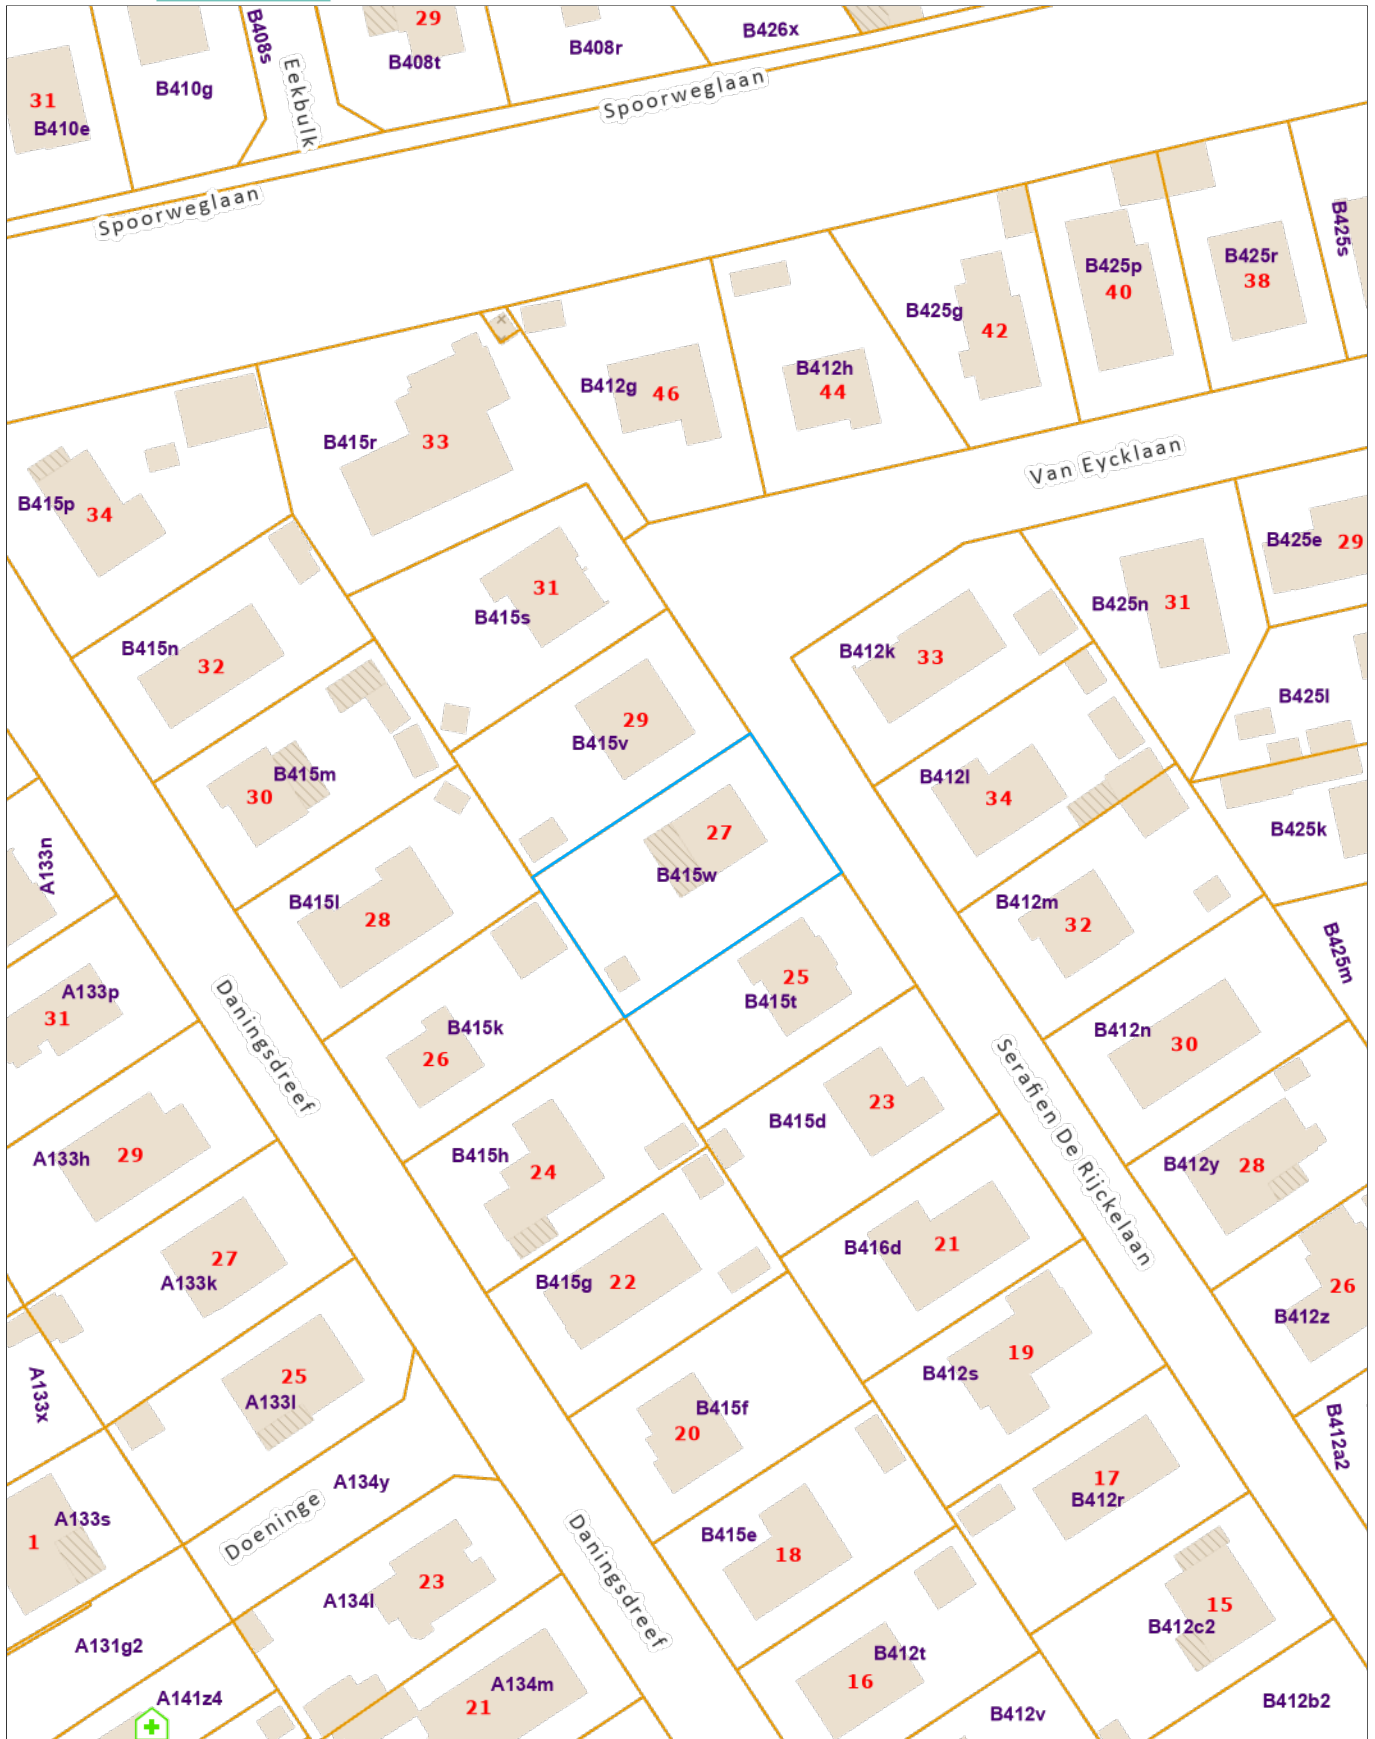 29
B408s
B426x
B408r
B408t
B410g
Eekbulk
31
B410e
Spoorweglaan
Spoorweglaan
B425s
B425r
38
B425p
40
B425g
42
B412h
44
B412g
46
B415r
33
Van Eycklaan
B415p
34
B425e
29
B425n
31
31
B415s
B415n
32
B412k
33
B425l
29
B415v
B415m
30
B412l
34
27
B415w
B425k
A133n
B415l
28
B412m
32
B425m
25
B415t
A133p
31
B415k
26
B412n
30
Daningsdreef
Serafien De Rijckelaan
23
B415d
A133h
29
B415h
24
B412y
28
27
A133k
B416d
21
B415g
22
26
B412z
19
B412s
25
A133l
A133x
B415f
20
B412a2
17
B412r
A134y
Doeninge
A133s
1
B415e
18
Daningsdreef
23
A134l
15
B412c2
A131g2
B412t
16
A134m
21
A141z4
B412v
B412b2